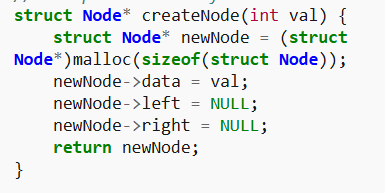 struct Node* createNode(int val) {
    struct Node* newNode = (struct
Node*)malloc(sizeof(struct Node));
    newNode->data = val;
    newNode->left = NULL;
    newNode->right = NULL;
    return newNode;
}